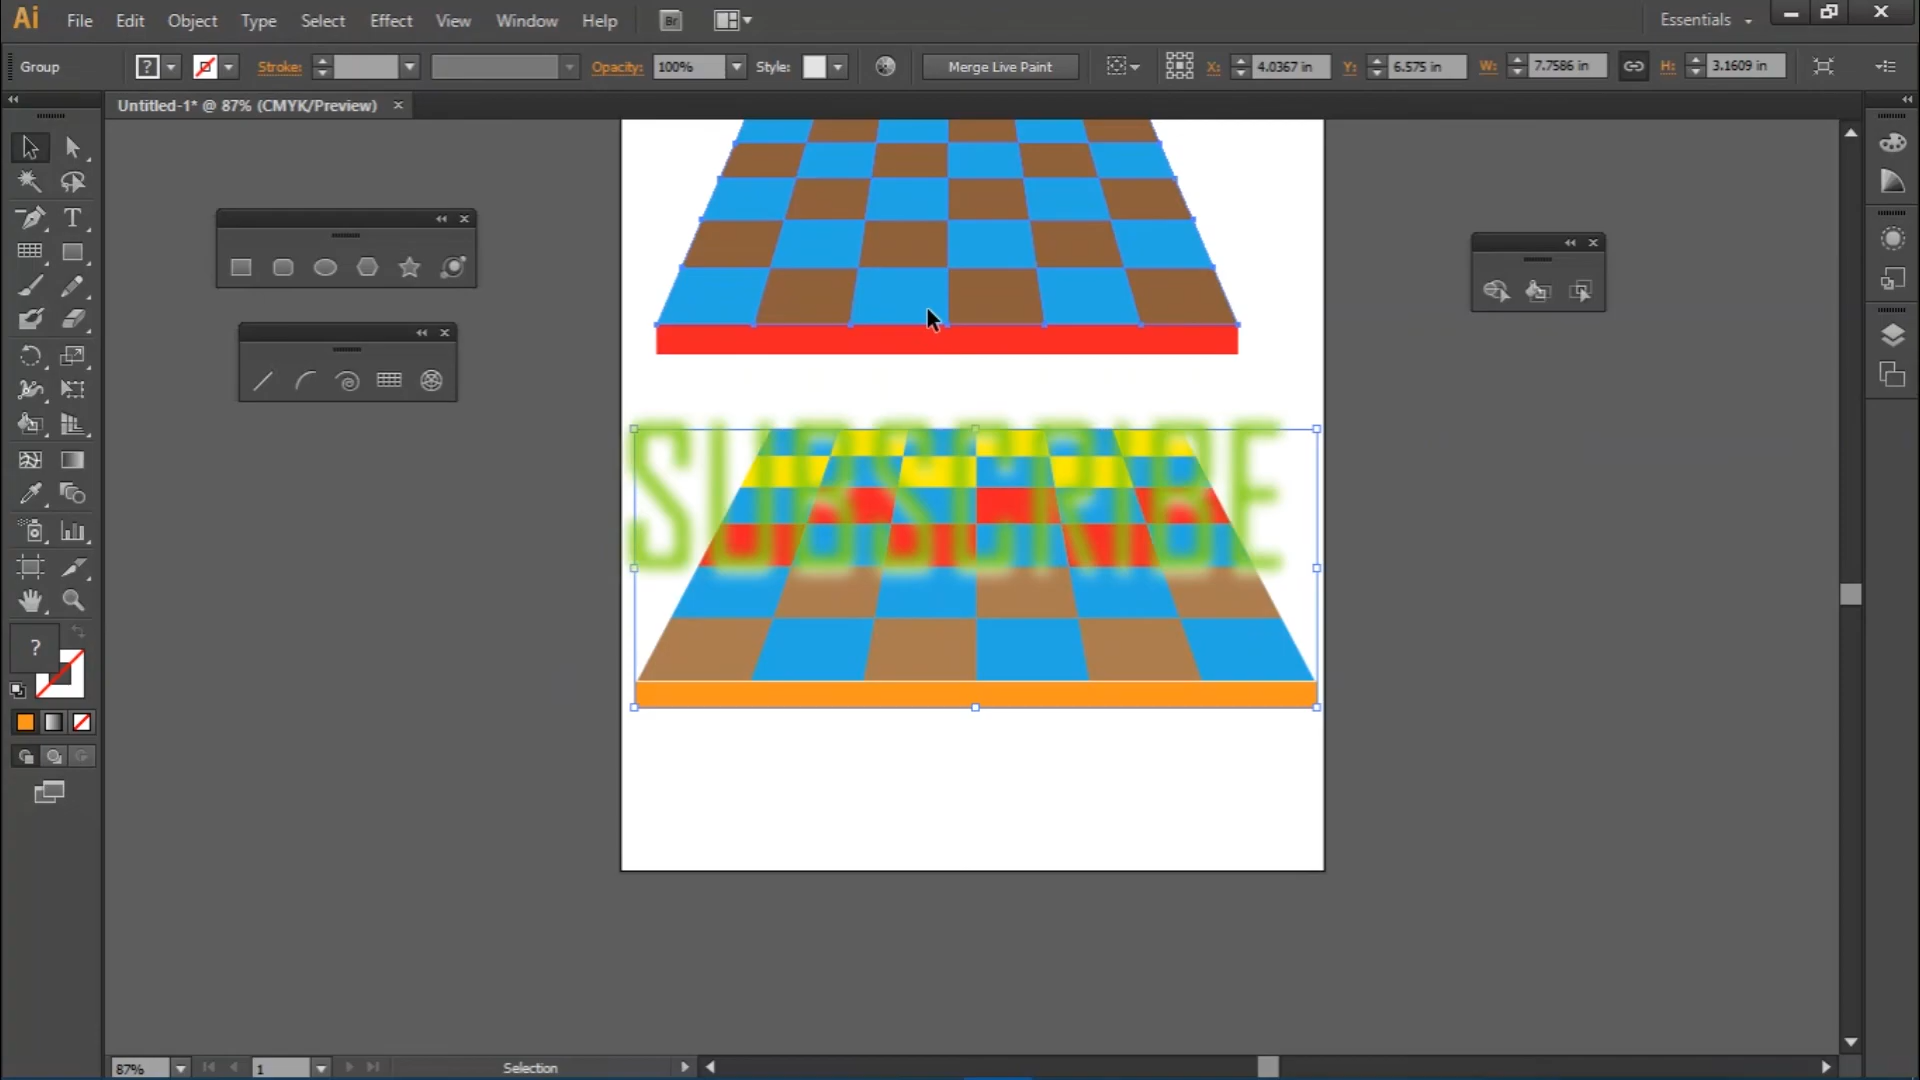 Ai File Edit Object Type Select Effect View Window Help Br Essentials
Group ? Stroke: Opacity: 100% Style: Merge Live Paint X: 4.0367 in Y: 6.575 in W: 7.7586 in H: 3.1609 in
Untitled-1* @ 87% (CMYK/Preview)
T
SUBSCRIBE
?
87% 1 Selection